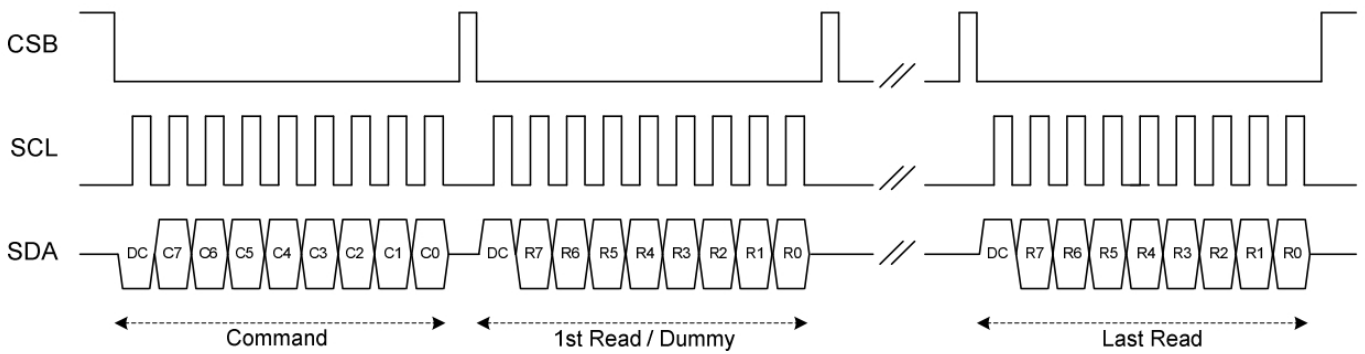 CSB
SCL
SDA DC C7 C6 C5 C4 C3 C2 C1 C0 DC R7 R6 R5 R4 R3 R2 R1 R0 DC R7 R6 R5 R4 R3 R2 R1 R0
Command 1st Read / Dummy Last Read